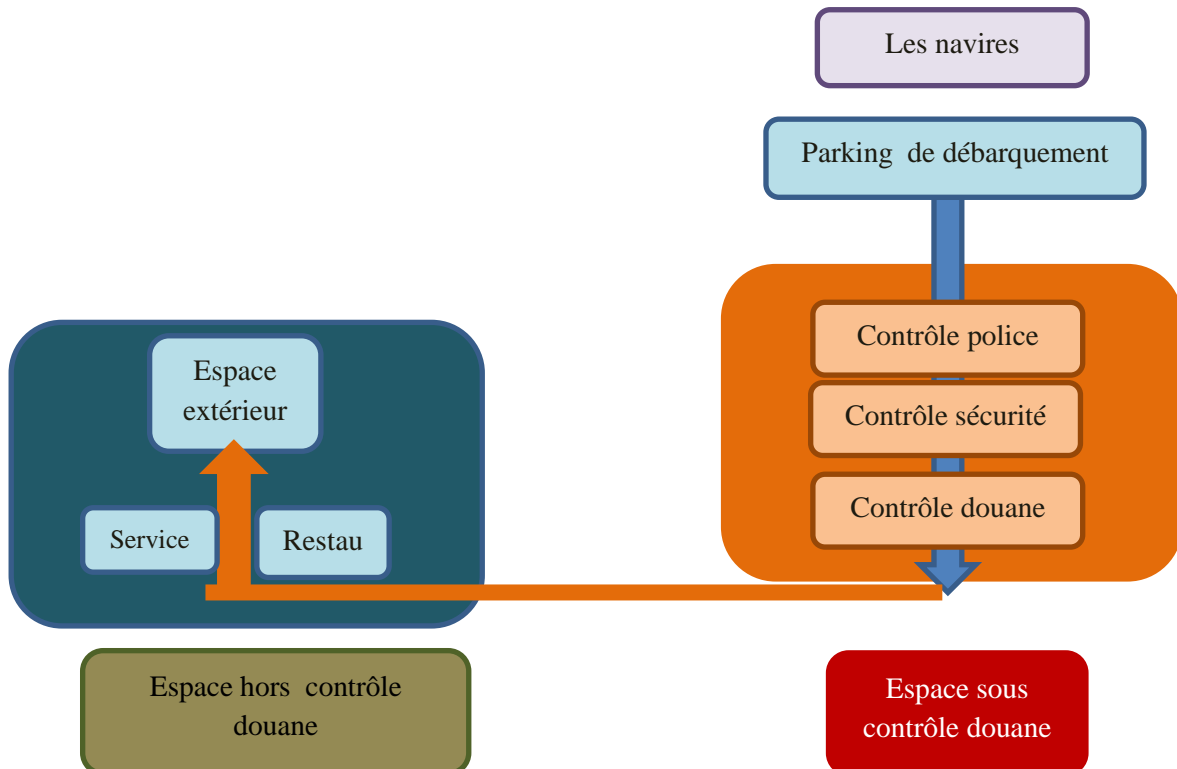 Les navires
Parking de débarquement
Contrôle police
Contrôle sécurité
Contrôle douane
Espace
extérieur
Service
Restau
Espace hors contrôle
douane
Espace sous
contrôle douane